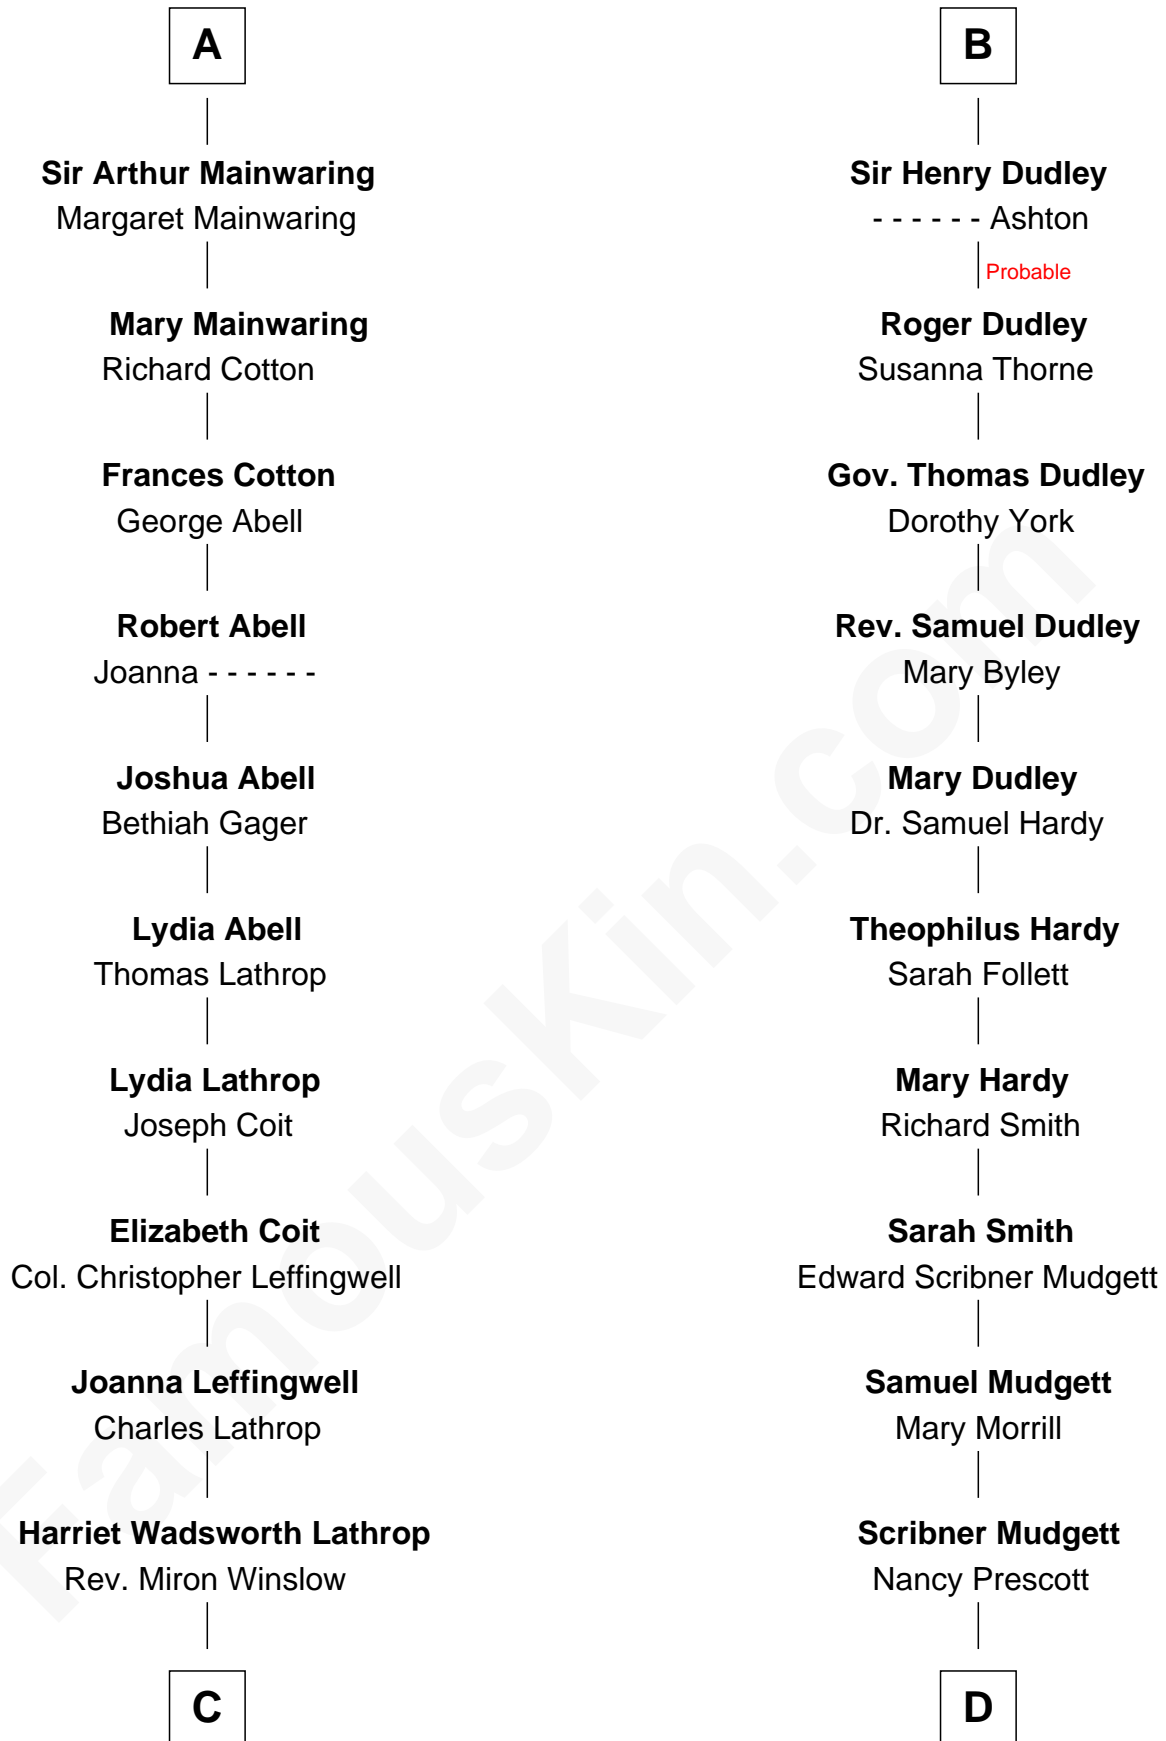 A
Sir Arthur Mainwaring
Margaret Mainwaring
Mary Mainwaring
Richard Cotton
Frances Cotton
George Abell
Robert Abell
Joanna - - - - - -
Joshua Abell
Bethiah Gager
Lydia Abell
Thomas Lathrop
Lydia Lathrop
Joseph Coit
Elizabeth Coit
Col. Christopher Leffingwell
Joanna Leffingwell
Charles Lathrop
Harriet Wadsworth Lathrop
Rev. Miron Winslow
C
B
Sir Henry Dudley
- - - - - - Ashton
Probable
Roger Dudley
Susanna Thorne
Gov. Thomas Dudley
Dorothy York
Rev. Samuel Dudley
Mary Byley
Mary Dudley
Dr. Samuel Hardy
Theophilus Hardy
Sarah Follett
Mary Hardy
Richard Smith
Sarah Smith
Edward Scribner Mudgett
Samuel Mudgett
Mary Morrill
Scribner Mudgett
Nancy Prescott
D
FamousKin.com